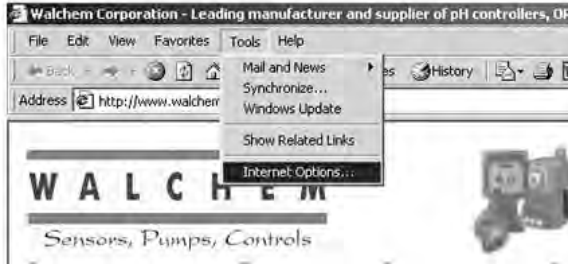 Walchem Corporation - Leading manufacturer and supplier of pH controllers, OR
File Edit View Favorites Tools Help
Back History
Address http://www.walchem
Mail and News
Synchronize...
Windows Update
Show Related Links
Internet Options...
WALCHEM
Sensors, Pumps, Controls